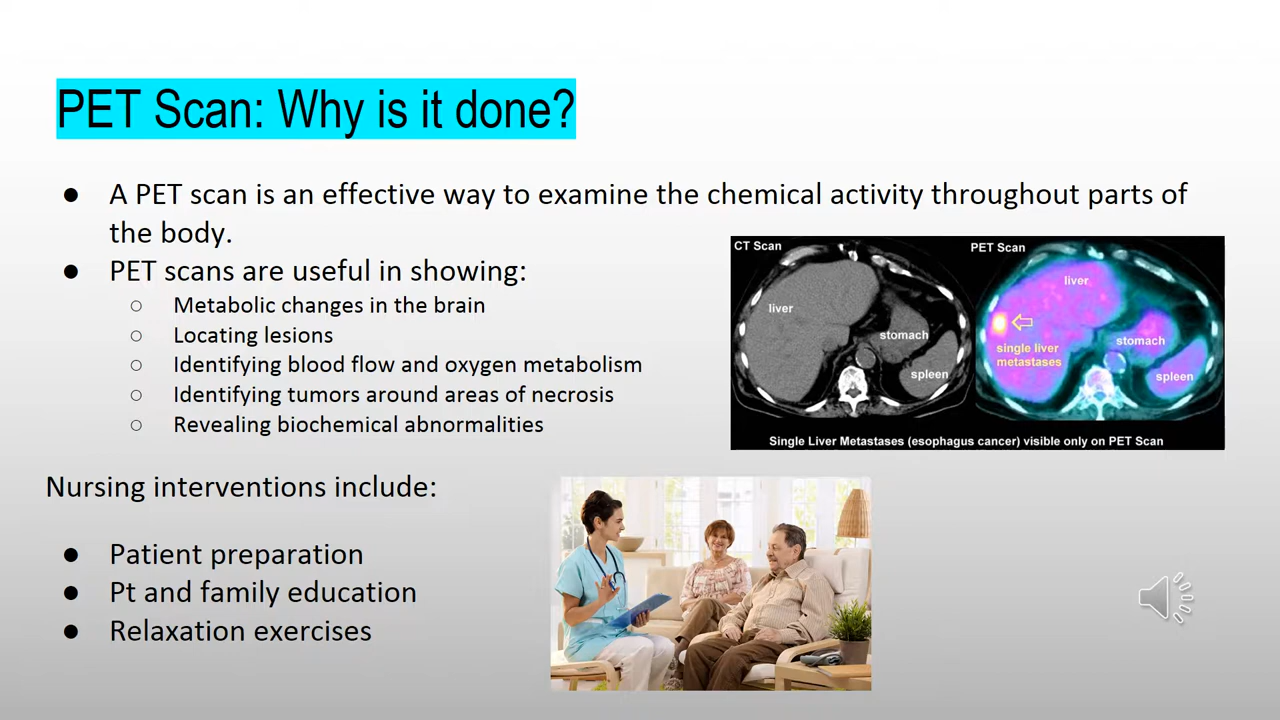 PET Scan: Why is it done?
● A PET scan is an effective way to examine the chemical activity throughout parts of
the body.
● PET scans are useful in showing:
○ Metabolic changes in the brain
○ Locating lesions
○ Identifying blood flow and oxygen metabolism
○ Identifying tumors around areas of necrosis
○ Revealing biochemical abnormalities
CT Scan
liver
stomach
spleen
PET Scan
liver
single liver
metastases
stomach
spleen
Single Liver Metastases (esophagus cancer) visible only on PET Scan
Nursing interventions include:
● Patient preparation
● Pt and family education
● Relaxation exercises